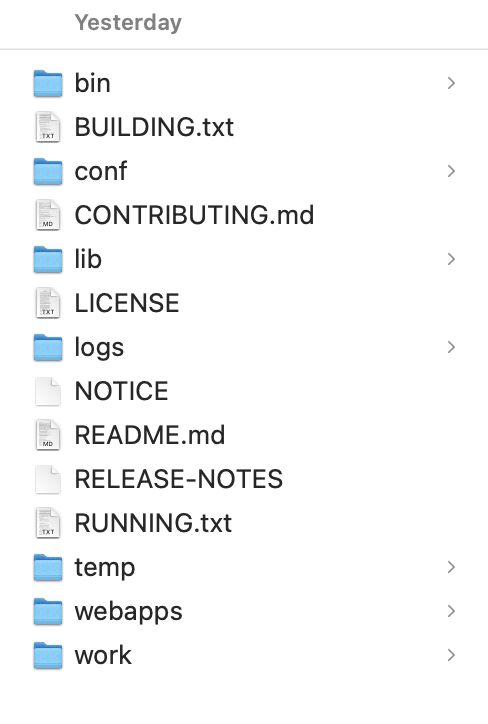 Yesterday
bin
BUILDING.txt
conf
CONTRIBUTING.md
lib
LICENSE
logs
NOTICE
README.md
RELEASE-NOTES
RUNNING.txt
temp
webapps
work